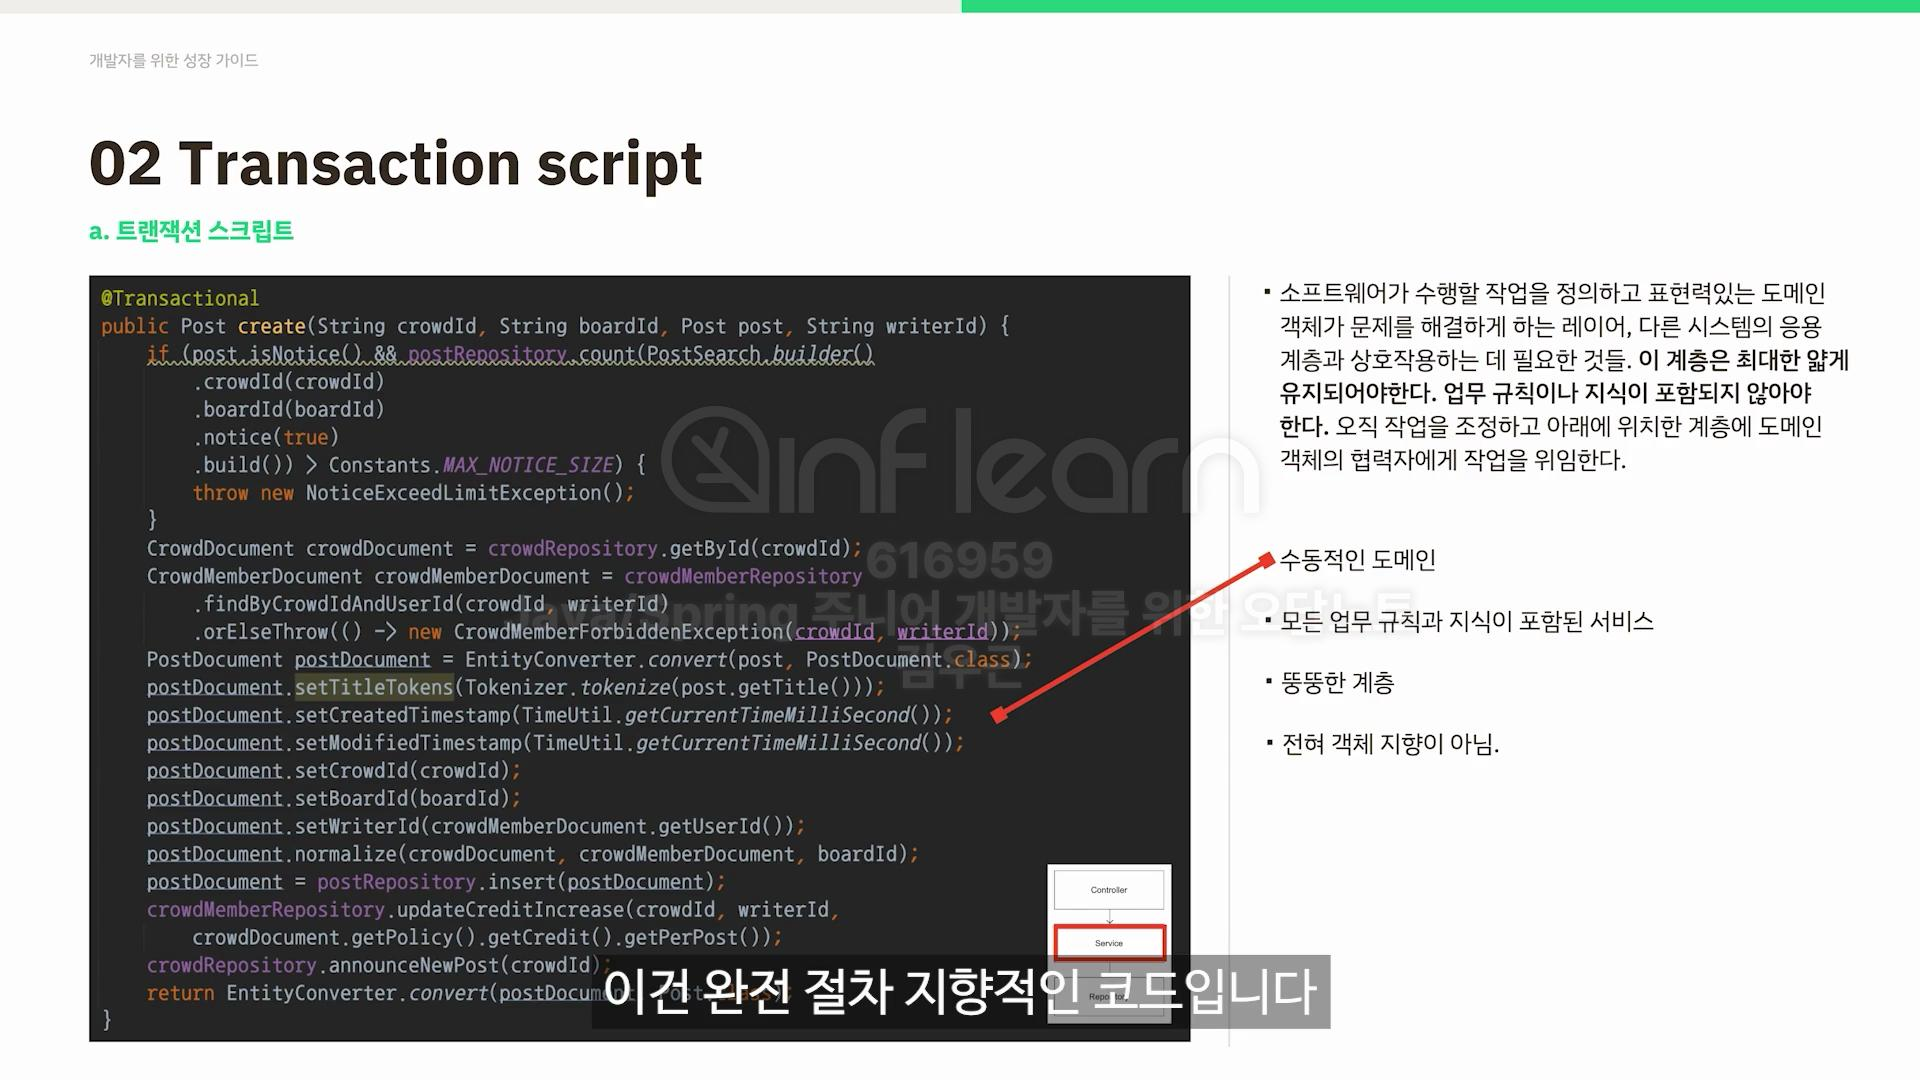 개발자를 위한 성장 가이드
02 Transaction script
a. 트랜잭션 스크립트
@Transactional
public Post create(String crowdId, String boardId, Post post, String writerId) {
if (post.isNotice() && postRepository.count(PostSearch.builder()
.crowdId(crowdId)
.boardId(boardId)
.notice(true)
.build()) > Constants.MAX_NOTICE_SIZE) {
throw new NoticeExceedLimitException();
}
CrowdDocument crowdDocument = crowdRepository.getById(crowdId);
CrowdMemberDocument crowdMemberDocument = crowdMemberRepository
.findByCrowdIdAndUserId(crowdId, writerId)
.orElseThrow(() -> new CrowdMemberForbiddenException(crowdId, writerId));
PostDocument postDocument = EntityConverter.convert(post, PostDocument.class);
postDocument.setTitleTokens(Tokenizer.tokenize(post.getTitle()));
postDocument.setCreatedTimestamp(TimeUtil.getCurrentTimeMilliSecond());
postDocument.setModifiedTimestamp(TimeUtil.getCurrentTimeMilliSecond());
postDocument.setCrowdId(crowdId);
postDocument.setBoardId(boardId);
postDocument.setWriterId(crowdMemberDocument.getUserId());
postDocument.normalize(crowdDocument, crowdMemberDocument, boardId);
postDocument = postRepository.insert(postDocument);
crowdMemberRepository.updateCreditIncrease(crowdId, writerId,
crowdDocument.getPolicy().getCredit().getPerPost());
crowdRepository.announceNewPost(crowdId);
return EntityConverter.convert(postDocument, Post.class);
}
Controller
Service
Repository
소프트웨어가 수행할 작업을 정의하고 표현력있는 도메인
객체가 문제를 해결하게 하는 레이어, 다른 시스템의 응용
계층과 상호작용하는 데 필요한 것들. 이 계층은 최대한 얇게
유지되어야한다. 업무 규칙이나 지식이 포함되지 않아야
한다. 오직 작업을 조정하고 아래에 위치한 계층에 도메인
객체의 협력자에게 작업을 위임한다.
수동적인 도메인
모든 업무 규칙과 지식이 포함된 서비스
뚱뚱한 계층
전혀 객체 지향이 아님.
inflearn
616959
Java/Spring 주니어 개발자를 위한 오답노트
김우근
이건 완전 절차 지향적인 코드입니다